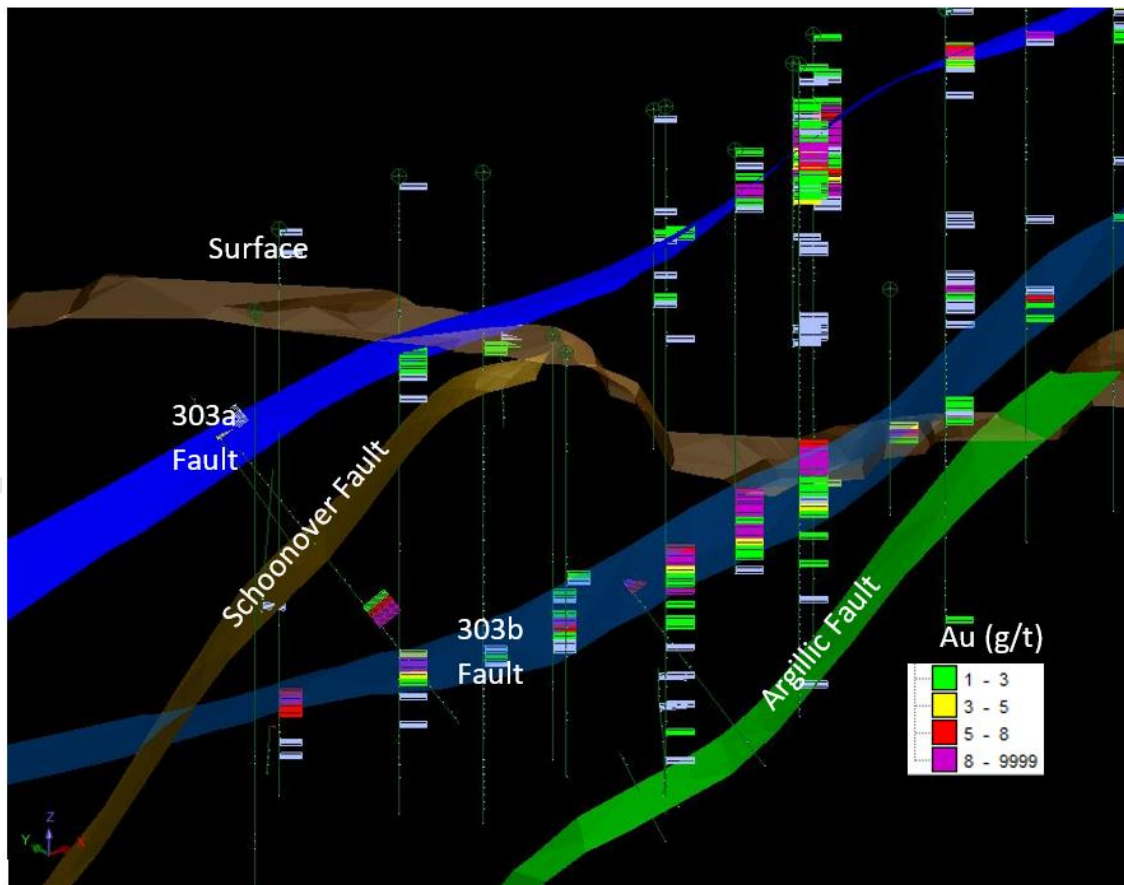 Surface
303a
Fault
Schoonover Fault
303b
Fault
Argillic Fault
Au (g/t)
1 - 3
3 - 5
5 - 8
8 - 9999
Z
Y
X